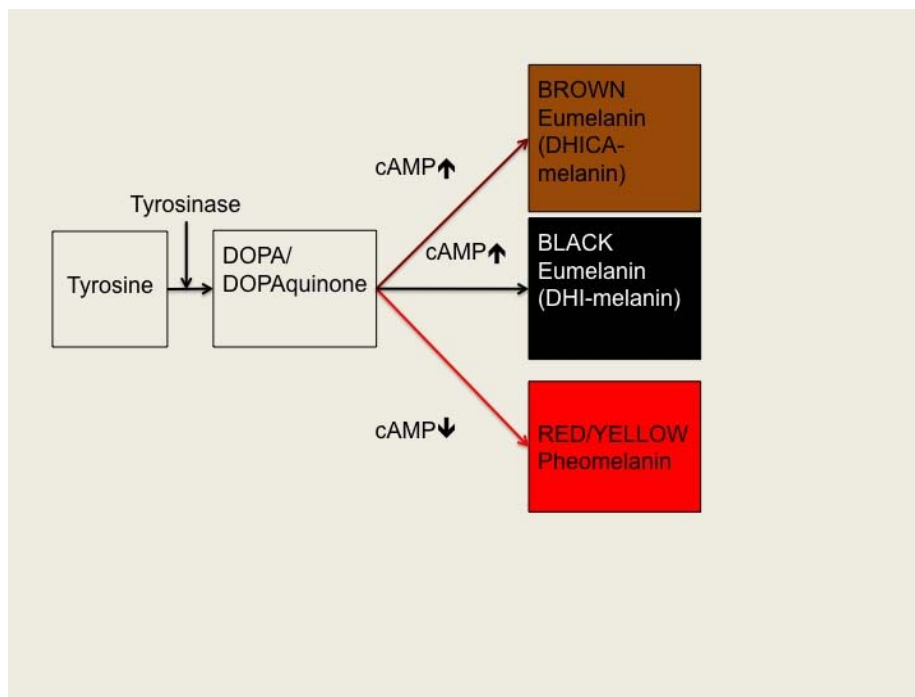 Tyrosinase
Tyrosine
DOPA/
DOPAquinone
cAMP↑
BROWN
Eumelanin
(DHICA-
melanin)
cAMP↑
BLACK
Eumelanin
(DHI-melanin)
cAMP↓
RED/YELLOW
Pheomelanin